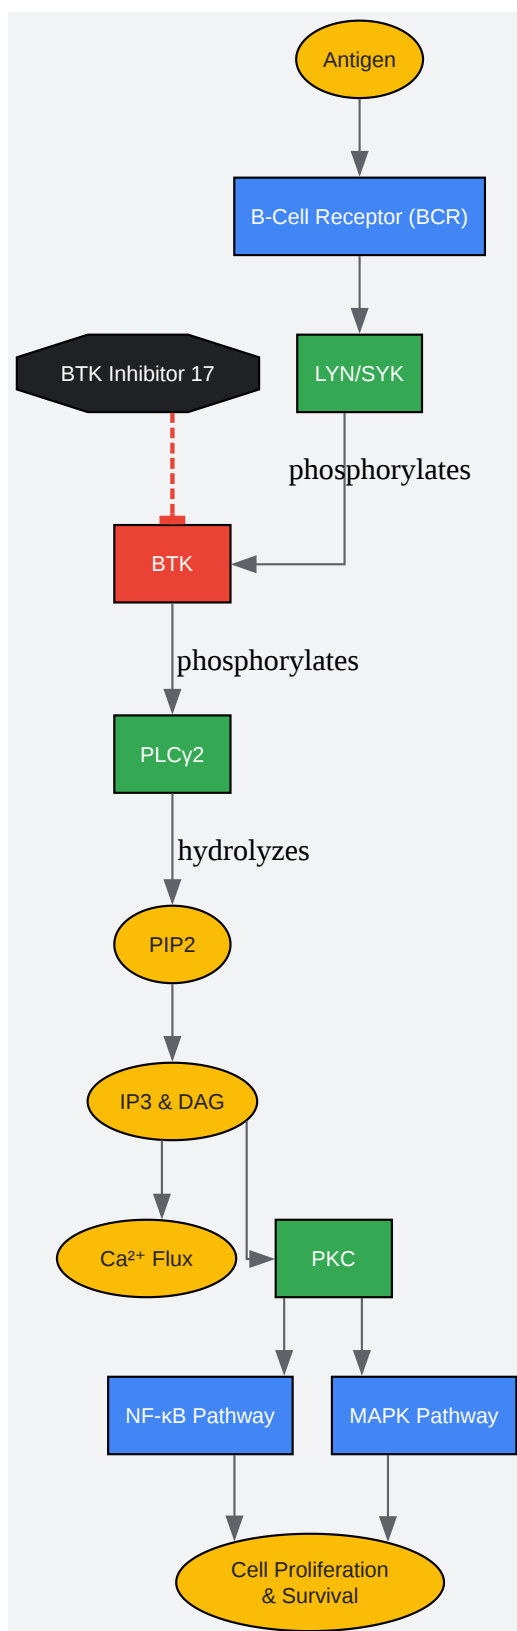 Antigen
B-Cell Receptor (BCR)
BTK Inhibitor 17
LYN/SYK
phosphorylates
BTK
phosphorylates
PLCγ2
hydrolyzes
PIP2
IP3 & DAG
Ca²⁺ Flux
PKC
NF-κB Pathway
MAPK Pathway
Cell Proliferation
& Survival